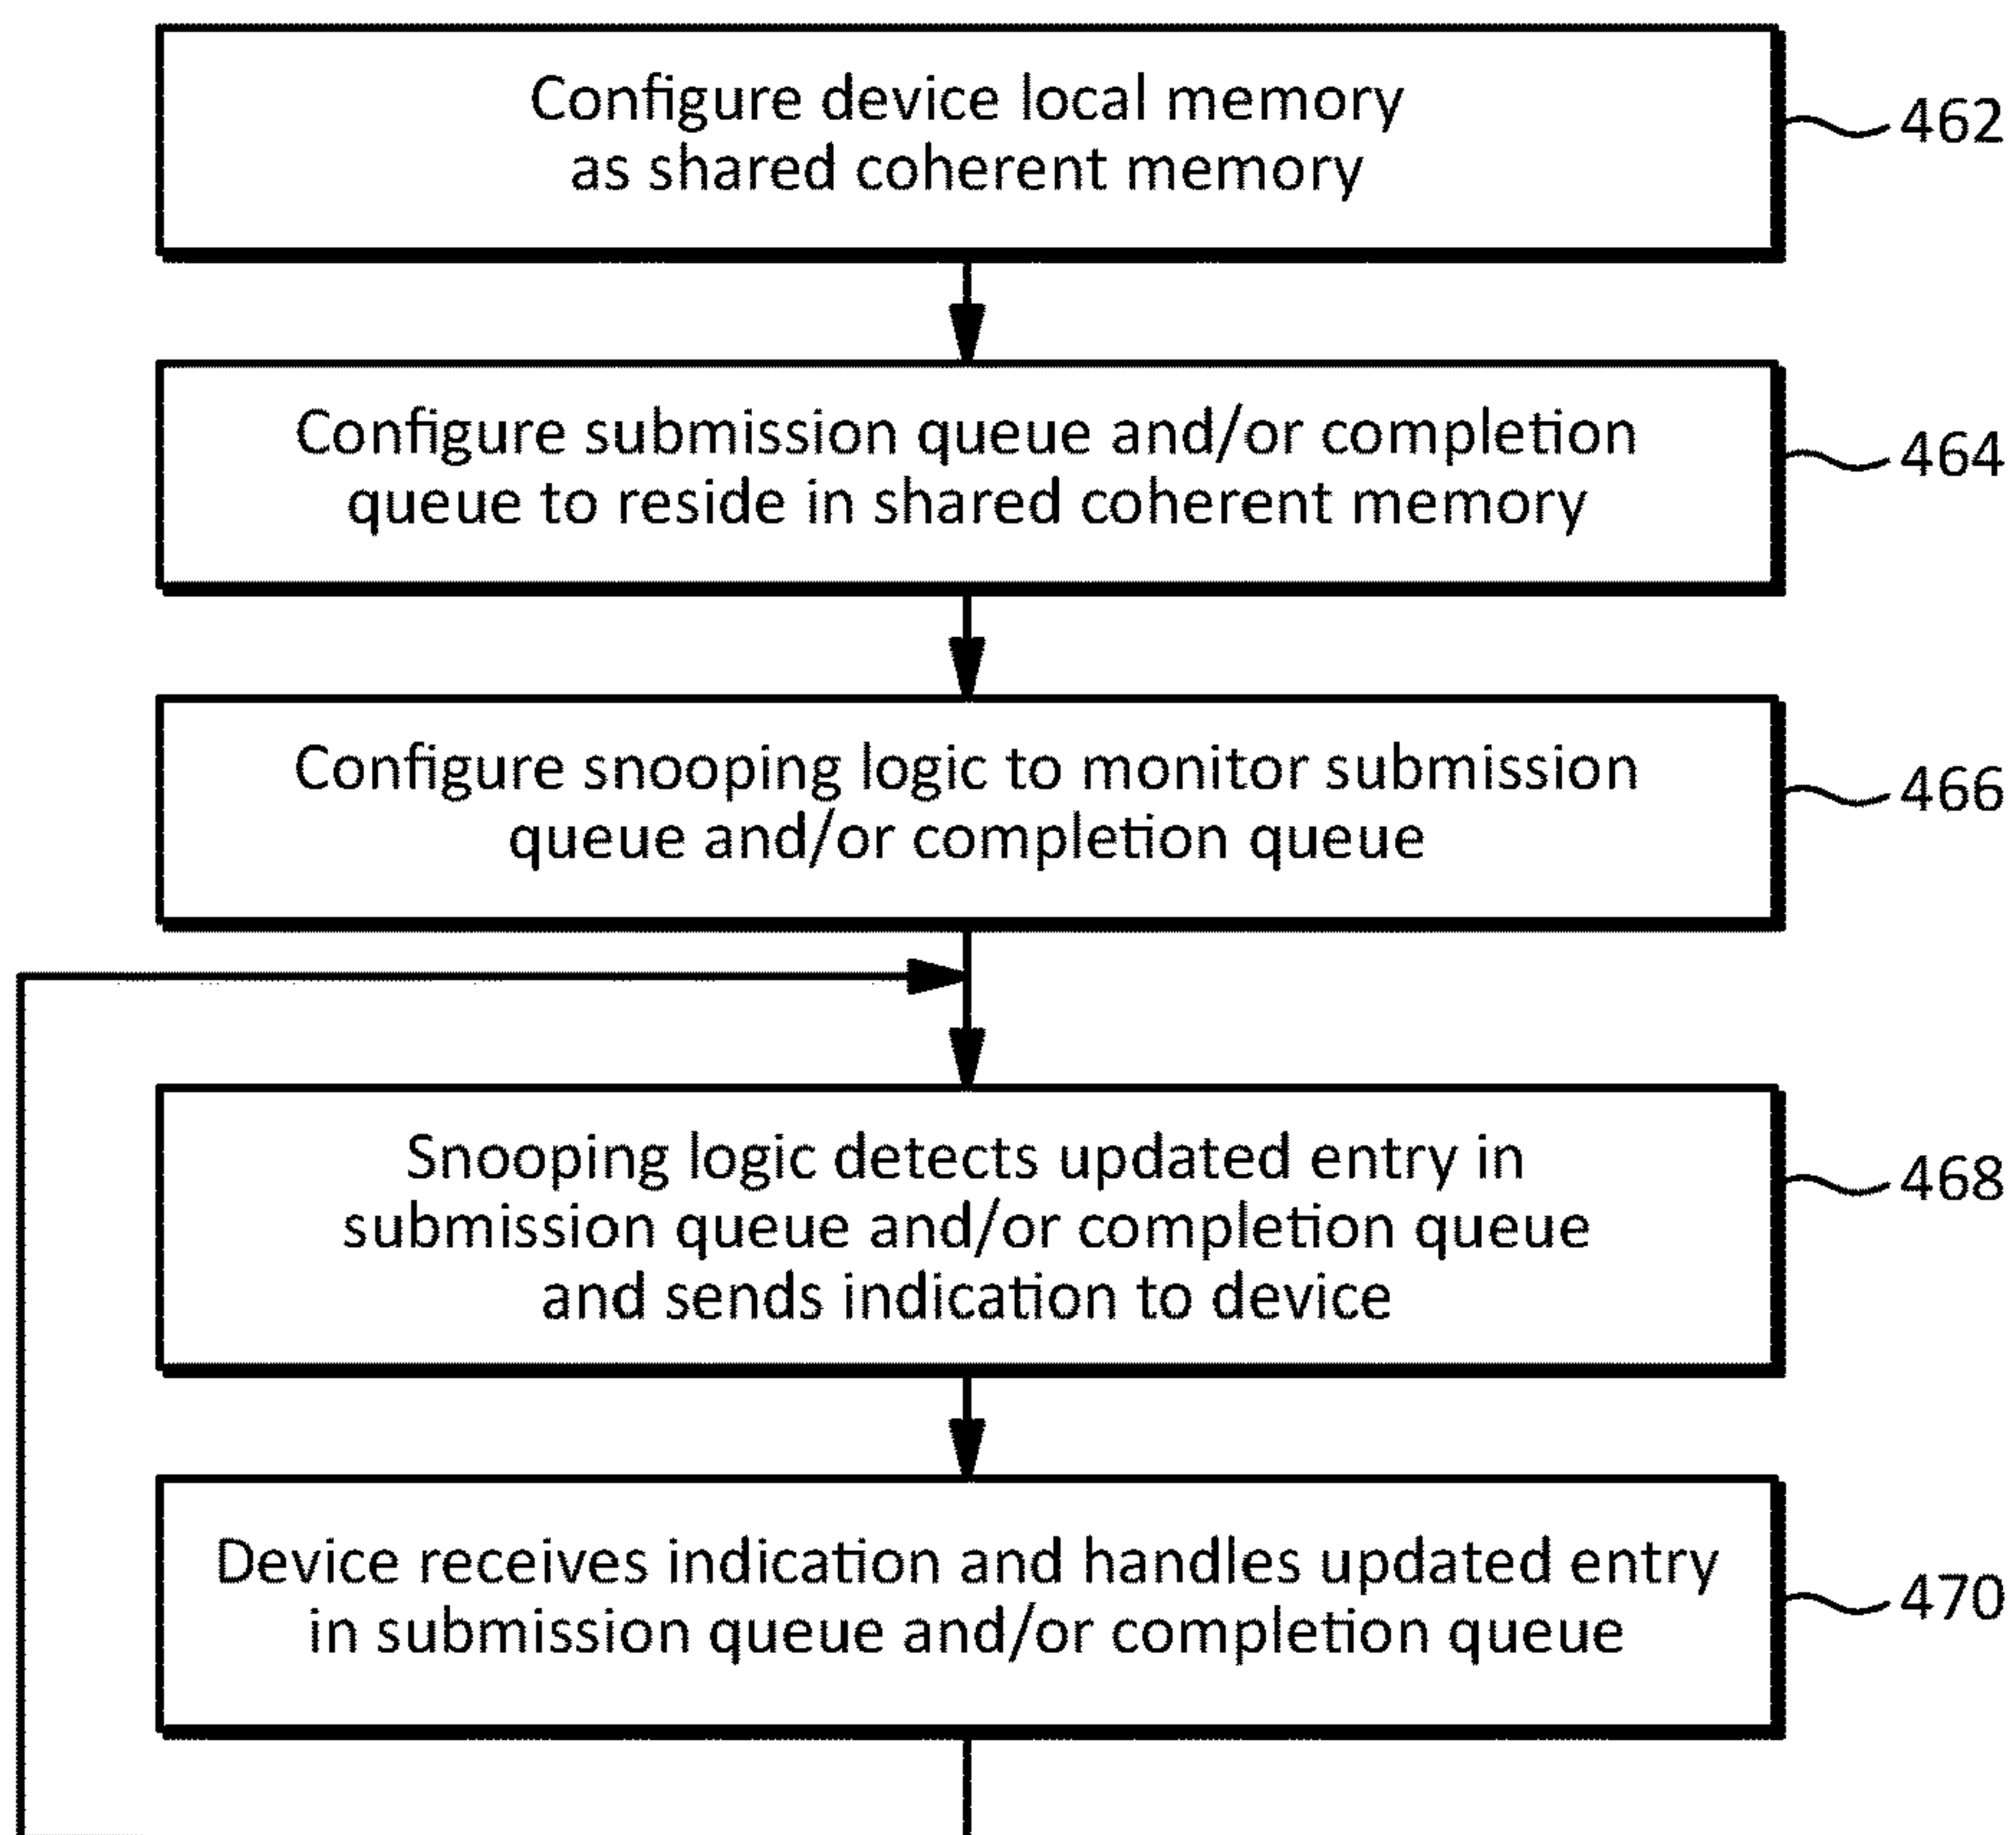 Configure device local memory
as shared coherent memory
462
Configure submission queue and/or completion
queue to reside in shared coherent memory
464
Configure snooping logic to monitor submission
queue and/or completion queue
466
Snooping logic detects updated entry in
submission queue and/or completion queue
and sends indication to device
468
Device receives indication and handles updated entry
in submission queue and/or completion queue
470